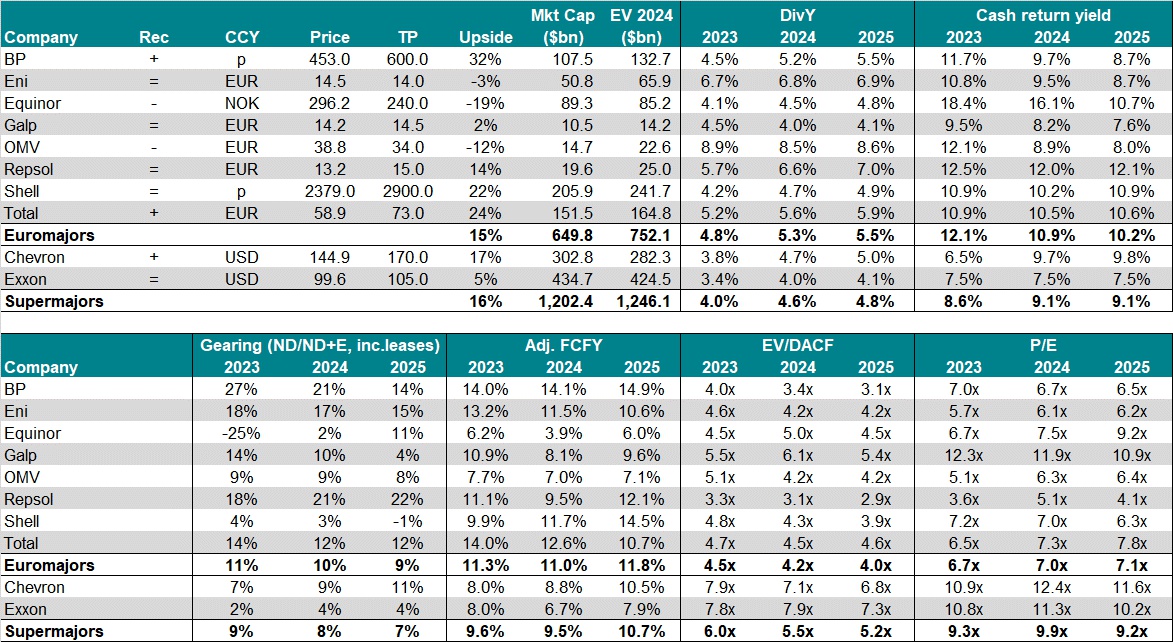 Mkt Cap EV 2024 DivY Cash return yield
Company Rec CCY Price TP Upside ($bn) ($bn) 2023 2024 2025 2023 2024 2025
BP + p 453.0 600.0 32% 107.5 132.7 4.5% 5.2% 5.5% 11.7% 9.7% 8.7%
Eni = EUR 14.5 14.0 -3% 50.8 65.9 6.7% 6.8% 6.9% 10.8% 9.5% 8.7%
Equinor - NOK 296.2 240.0 -19% 89.3 85.2 4.1% 4.5% 4.8% 18.4% 16.1% 10.7%
Galp = EUR 14.2 14.5 2% 10.5 14.2 4.5% 4.0% 4.1% 9.5% 8.2% 7.6%
OMV - EUR 38.8 34.0 -12% 14.7 22.6 8.9% 8.5% 8.6% 12.1% 8.9% 8.0%
Repsol = EUR 13.2 15.0 14% 19.6 25.0 5.7% 6.6% 7.0% 12.5% 12.0% 12.1%
Shell = p 2379.0 2900.0 22% 205.9 241.7 4.2% 4.7% 4.9% 10.9% 10.2% 10.9%
Total + EUR 58.9 73.0 24% 151.5 164.8 5.2% 5.6% 5.9% 10.9% 10.5% 10.6%
Euromajors 15% 649.8 752.1 4.8% 5.3% 5.5% 12.1% 10.9% 10.2%
Chevron + USD 144.9 170.0 17% 302.8 282.3 3.8% 4.7% 5.0% 6.5% 9.7% 9.8%
Exxon = USD 99.6 105.0 5% 434.7 424.5 3.4% 4.0% 4.1% 7.5% 7.5% 7.5%
Supermajors 16% 1,202.4 1,246.1 4.0% 4.6% 4.8% 8.6% 9.1% 9.1%
Gearing (ND/ND+E, inc.leases) Adj. FCFY EV/DACF P/E
Company 2023 2024 2025 2023 2024 2025 2023 2024 2025 2023 2024 2025
BP 27% 21% 14% 14.0% 14.1% 14.9% 4.0x 3.4x 3.1x 7.0x 6.7x 6.5x
Eni 18% 17% 15% 13.2% 11.5% 10.6% 4.6x 4.2x 4.2x 5.7x 6.1x 6.2x
Equinor -25% 2% 11% 6.2% 3.9% 6.0% 4.5x 5.0x 4.5x 6.7x 7.5x 9.2x
Galp 14% 10% 4% 10.9% 8.1% 9.6% 5.5x 6.1x 5.4x 12.3x 11.9x 10.9x
OMV 9% 9% 8% 7.7% 7.0% 7.1% 5.1x 4.2x 4.2x 5.1x 6.3x 6.4x
Repsol 18% 21% 22% 11.1% 9.5% 12.1% 3.3x 3.1x 2.9x 3.6x 5.1x 4.1x
Shell 4% 3% -1% 9.9% 11.7% 14.5% 4.8x 4.3x 3.9x 7.2x 7.0x 6.3x
Total 14% 12% 12% 14.0% 12.6% 10.7% 4.7x 4.5x 4.6x 6.5x 7.3x 7.8x
Euromajors 11% 10% 9% 11.3% 11.0% 11.8% 4.5x 4.2x 4.0x 6.7x 7.0x 7.1x
Chevron 7% 9% 11% 8.0% 8.8% 10.5% 7.9x 7.1x 6.8x 10.9x 12.4x 11.6x
Exxon 2% 4% 4% 8.0% 6.7% 7.9% 7.8x 7.9x 7.3x 10.8x 11.3x 10.2x
Supermajors 9% 8% 7% 9.6% 9.5% 10.7% 6.0x 5.5x 5.2x 9.3x 9.9x 9.2x